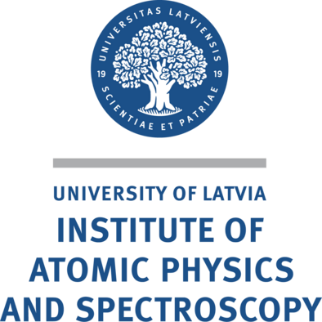 UNIVERSITAS LATVIENSIS
19 19
SCIENTIAE ET PATRIAE
UNIVERSITY OF LATVIA
INSTITUTE OF
ATOMIC PHYSICS
AND SPECTROSCOPY